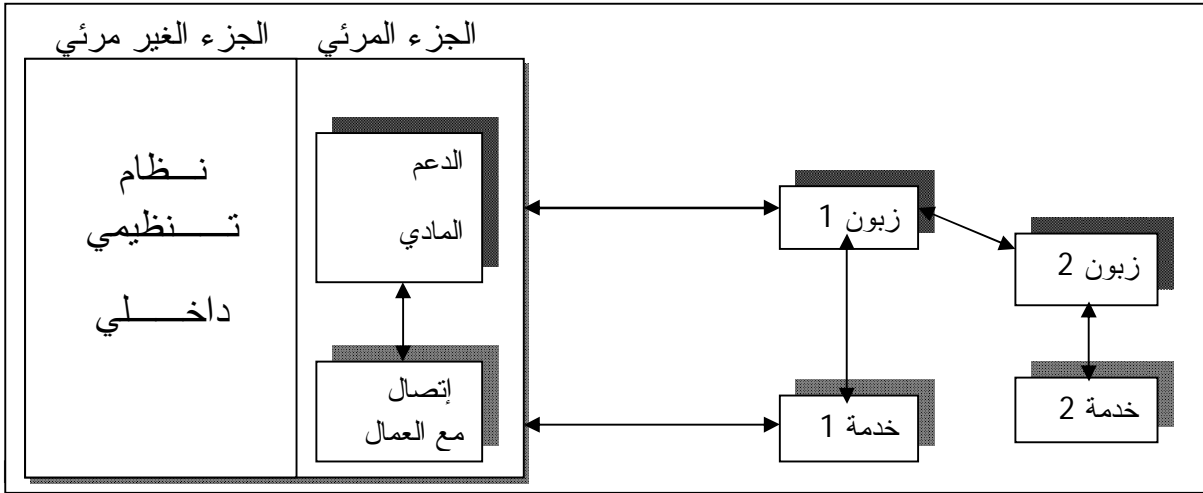 الجزء المرئي
الجزء الغير مرئي
الدعم
المادي
نـــظام
تـــــنظيمي
داخـــــلي
إتصال
مع العمال
زبون 1
زبون 2
خدمة 1
خدمة 2